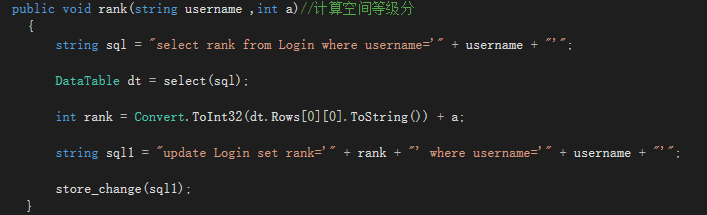 public void rank(string username ,int a)//计算空间等级分
{
string sql = "select rank from Login where username='" + username + "'";
DataTable dt = select(sql);
int rank = Convert.ToInt32(dt.Rows[0][0].ToString()) + a;
string sql1 = "update Login set rank='" + rank + "' where username='" + username + "'";
store_change(sql1);
}